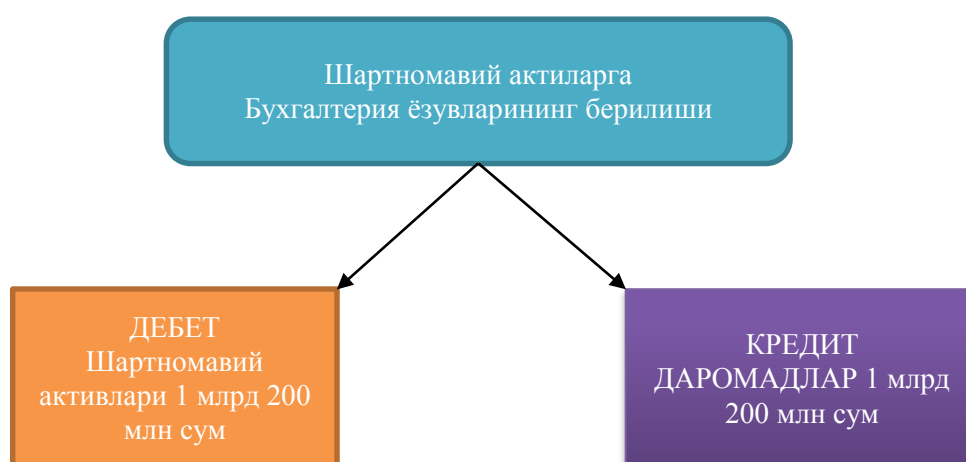 Шартномавий актиларга
Бухгалтерия ёзувларининг берилиши
ДЕБЕТ
Шартномавий
активлари 1 млрд 200
млн сум
КРЕДИТ
ДАРОМАДЛАР 1 млрд
200 млн сум